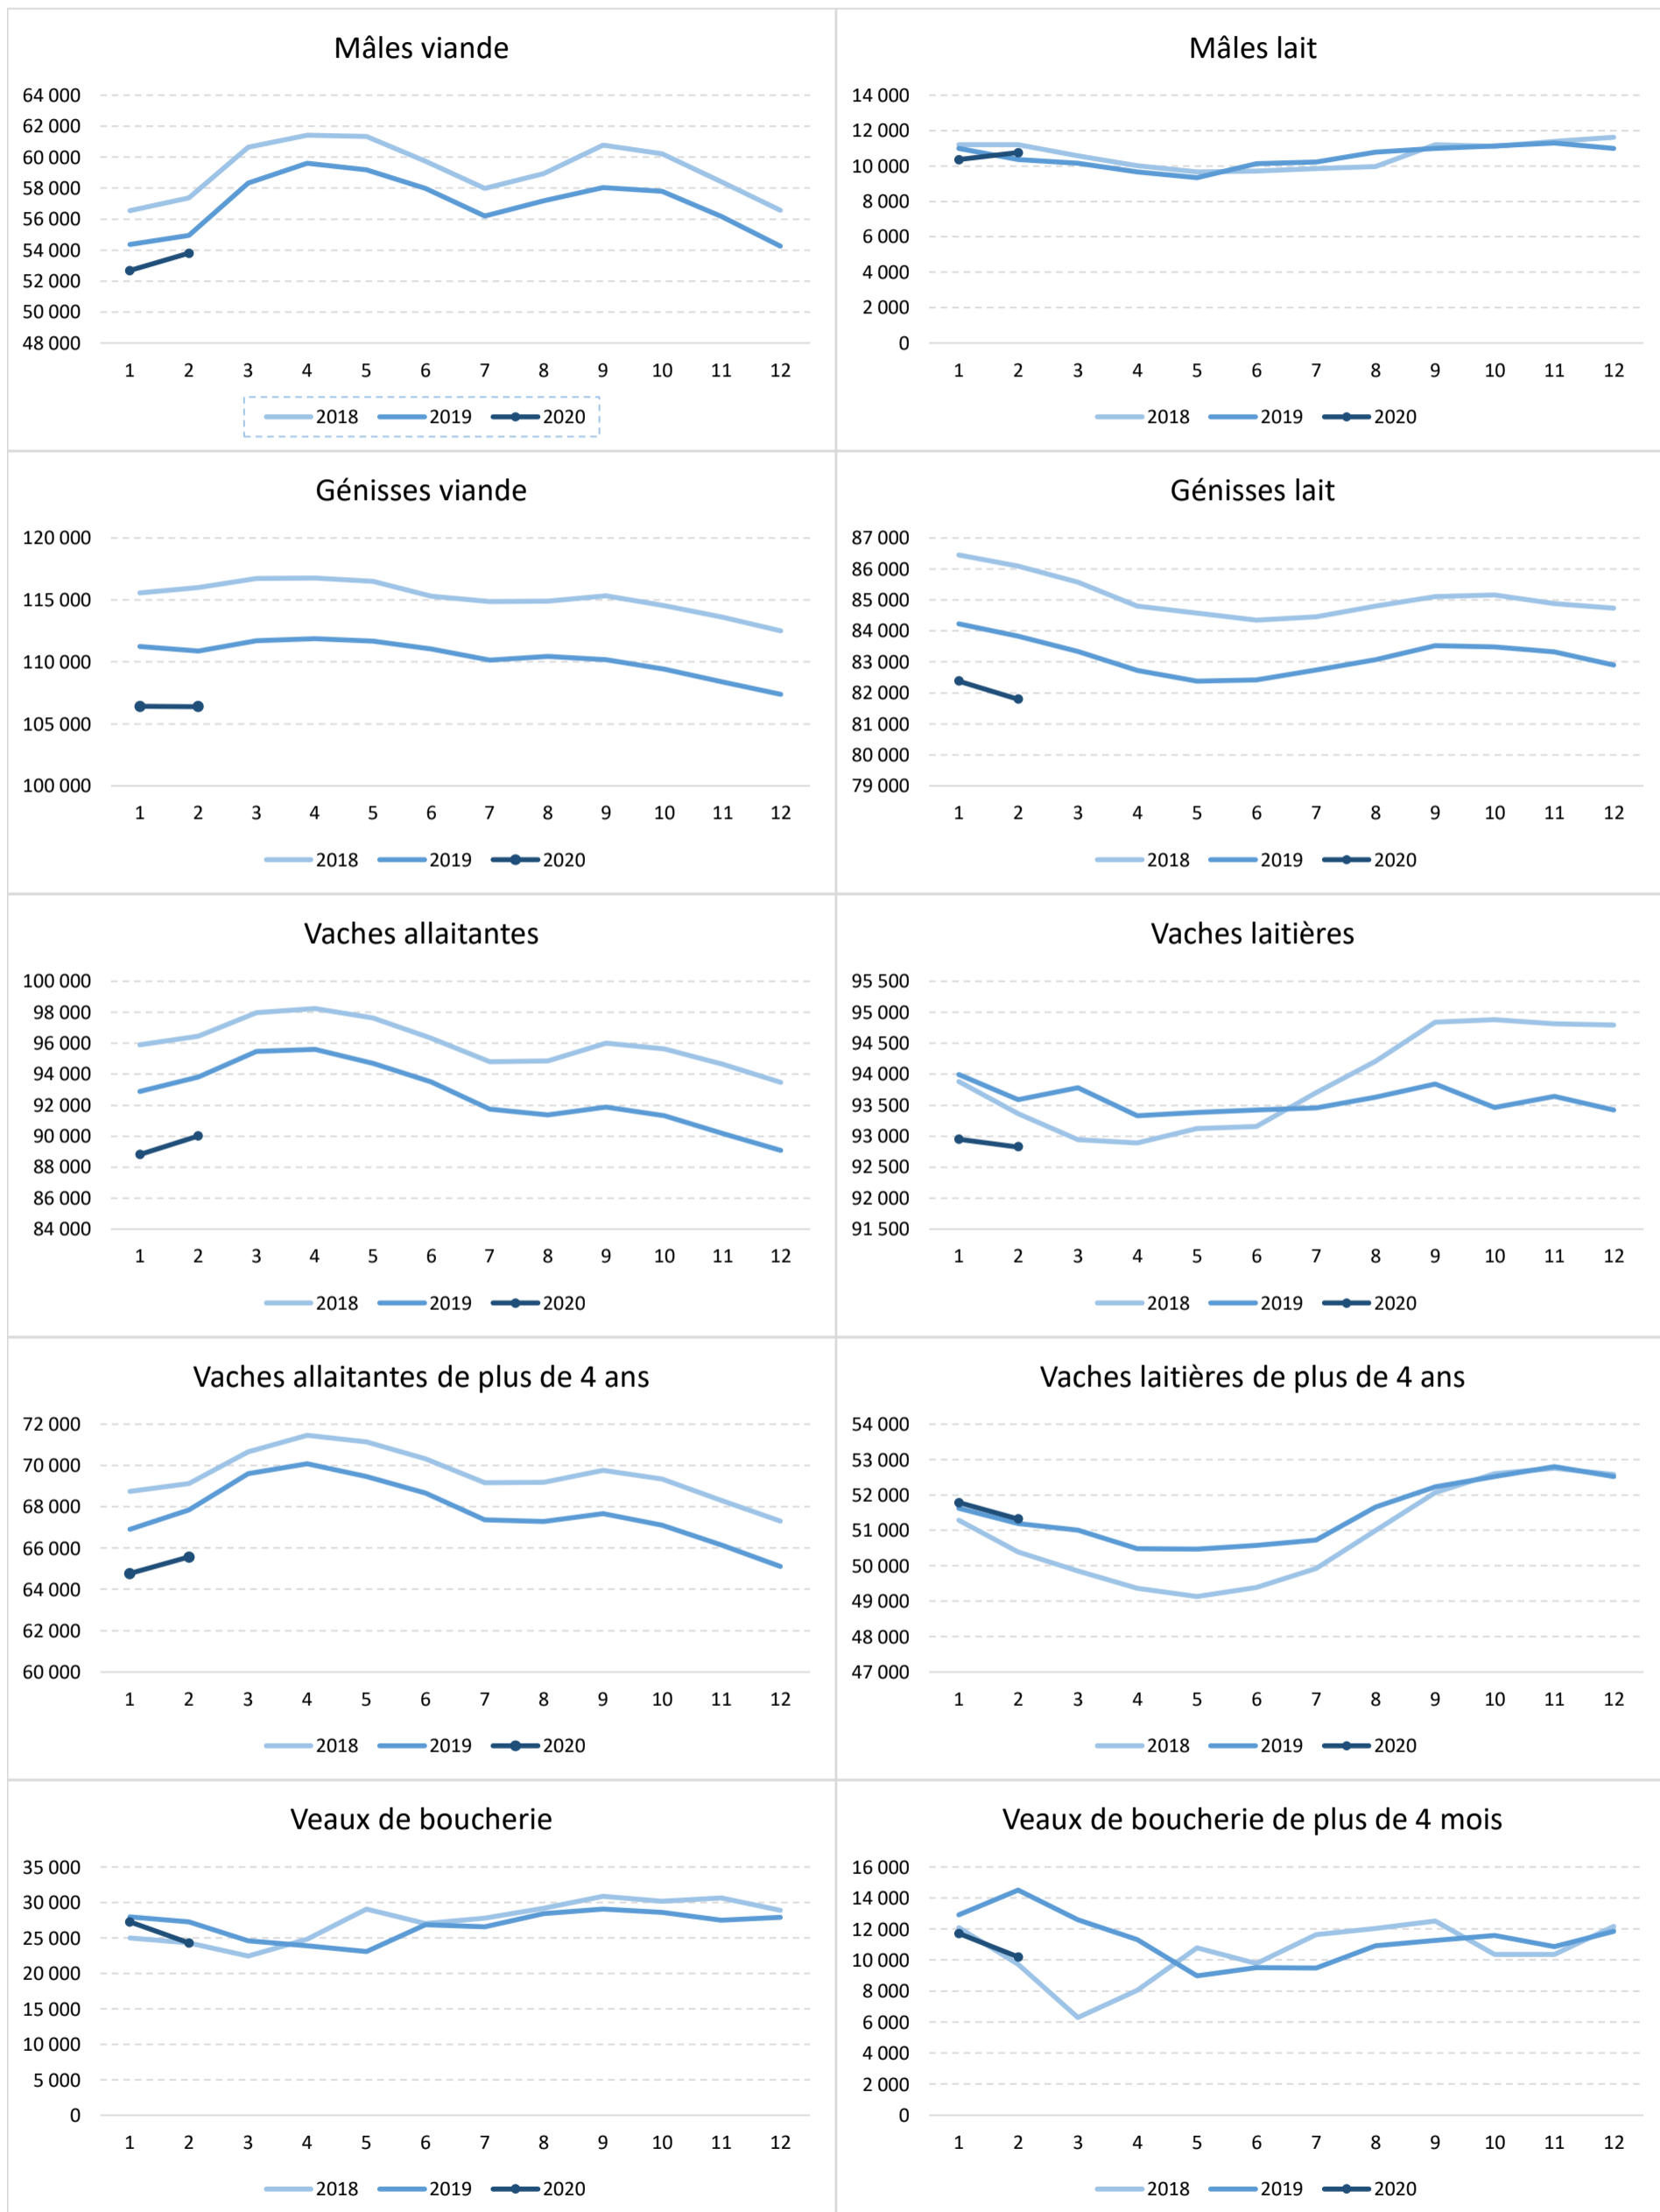 Mâles viande
64 000
62 000
60 000
58 000
56 000
54 000
52 000
50 000
48 000
1 2 3 4 5 6 7 8 9 10 11 12
2018 2019 2020
Mâles lait
14 000
12 000
10 000
8 000
6 000
4 000
2 000
0
1 2 3 4 5 6 7 8 9 10 11 12
2018 2019 2020
Génisses viande
120 000
115 000
110 000
105 000
100 000
1 2 3 4 5 6 7 8 9 10 11 12
2018 2019 2020
Génisses lait
87 000
86 000
85 000
84 000
83 000
82 000
81 000
80 000
79 000
1 2 3 4 5 6 7 8 9 10 11 12
2018 2019 2020
Vaches allaitantes
100 000
98 000
96 000
94 000
92 000
90 000
88 000
86 000
84 000
1 2 3 4 5 6 7 8 9 10 11 12
2018 2019 2020
Vaches laitières
95 500
95 000
94 500
94 000
93 500
93 000
92 500
92 000
91 500
1 2 3 4 5 6 7 8 9 10 11 12
2018 2019 2020
Vaches allaitantes de plus de 4 ans
72 000
70 000
68 000
66 000
64 000
62 000
60 000
1 2 3 4 5 6 7 8 9 10 11 12
2018 2019 2020
Vaches laitières de plus de 4 ans
54 000
53 000
52 000
51 000
50 000
49 000
48 000
47 000
1 2 3 4 5 6 7 8 9 10 11 12
2018 2019 2020
Veaux de boucherie
35 000
30 000
25 000
20 000
15 000
10 000
5 000
0
1 2 3 4 5 6 7 8 9 10 11 12
2018 2019 2020
Veaux de boucherie de plus de 4 mois
16 000
14 000
12 000
10 000
8 000
6 000
4 000
2 000
0
1 2 3 4 5 6 7 8 9 10 11 12
2018 2019 2020